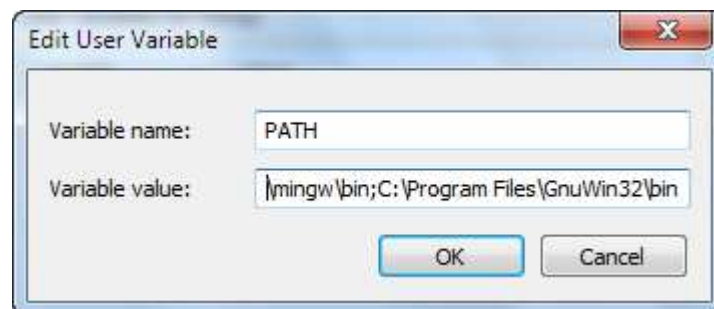 Edit User Variable
Variable name: PATH
Variable value: \mingw\bin;C:\Program Files\GnuWin32\bin
OK Cancel